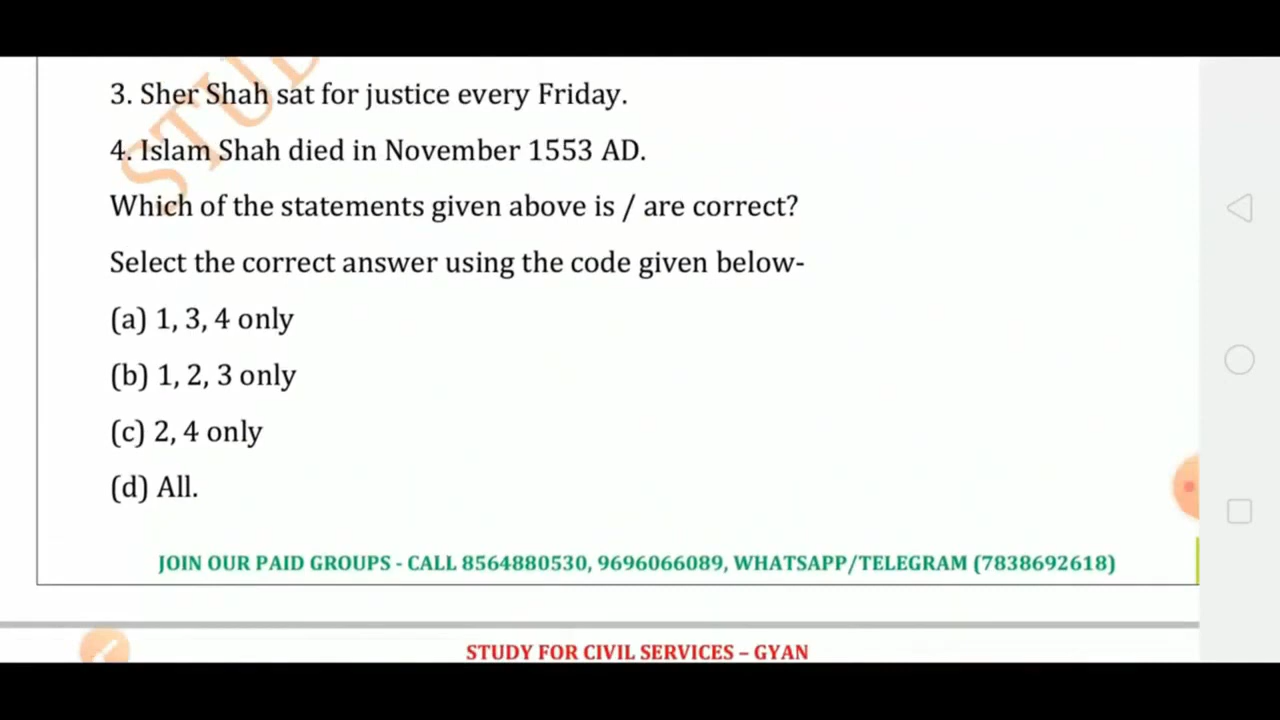 3. Sher Shah sat for justice every Friday.
4. Islam Shah died in November 1553 AD.
Which of the statements given above is / are correct?
Select the correct answer using the code given below-
(a) 1, 3, 4 only
(b) 1, 2, 3 only
(c) 2, 4 only
(d) All.
JOIN OUR PAID GROUPS - CALL 8564880530, 9696066089, WHATSAPP/TELEGRAM (7838692618)
STUDY FOR CIVIL SERVICES – GYAN